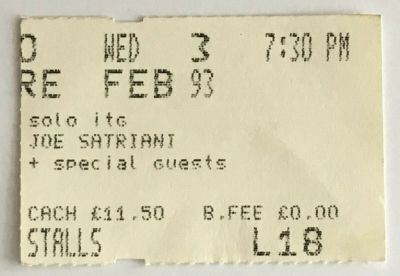 O WED 3 7:30 PM
RE FEB 93
solo itg
JOE SATRIANI
+ special guests
CACH £11.50 B.FEE £0.00
STALLS L18